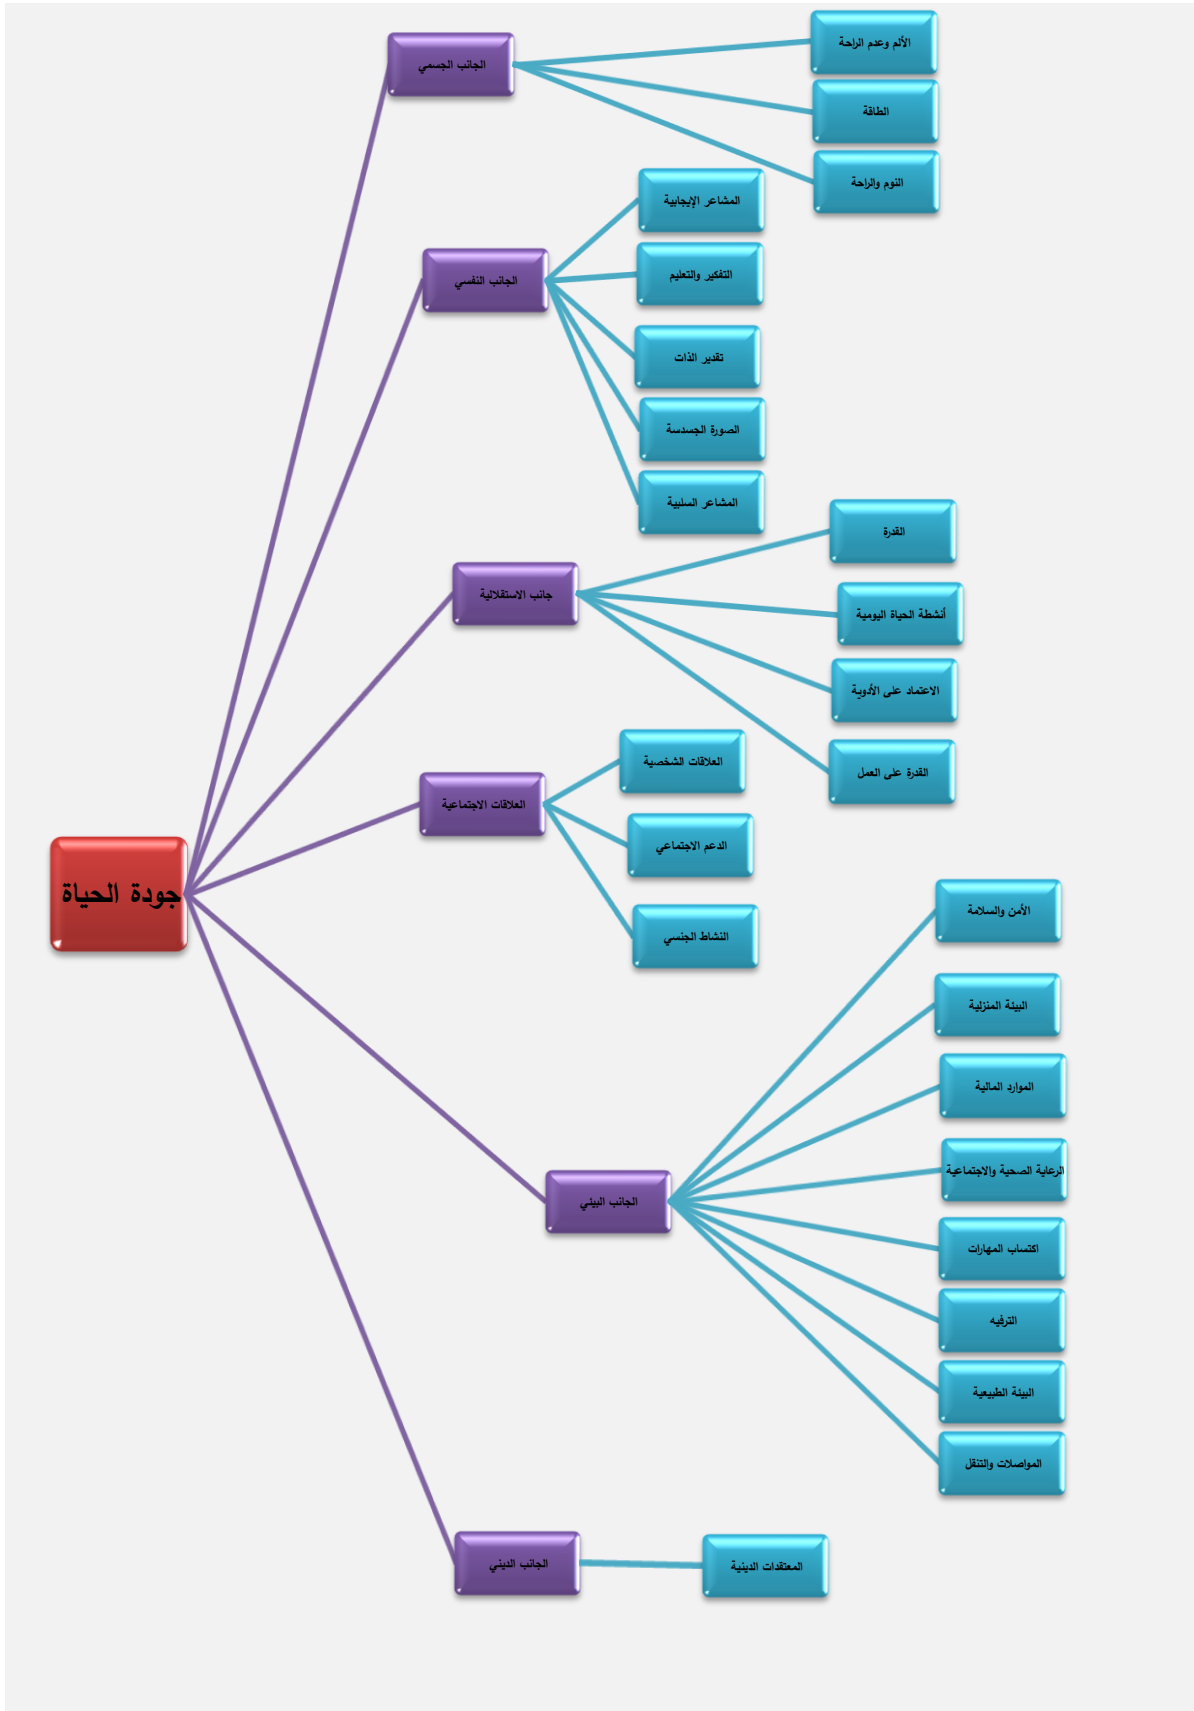 جودة الحياة
الجانب الجسمي
الألم وعدم الراحة
الطاقة
النوم والراحة
الجانب النفسي
المشاعر الإيجابية
التفكير والتعليم
تقدير الذات
الصورة الجسدسة
المشاعر السلبية
جانب الاستقلالية
القدرة
أنشطة الحياة اليومية
الاعتماد على الأدوية
القدرة على العمل
العلاقات الاجتماعية
العلاقات الشخصية
الدعم الاجتماعي
النشاط الجنسي
الجانب البيئي
الأمن والسلامة
البيئة المنزلية
الموارد المالية
الرعاية الصحية والاجتماعية
اكتساب المهارات
الترفيه
البيئة الطبيعية
المواصلات والتنقل
الجانب الديني
المعتقدات الدينية